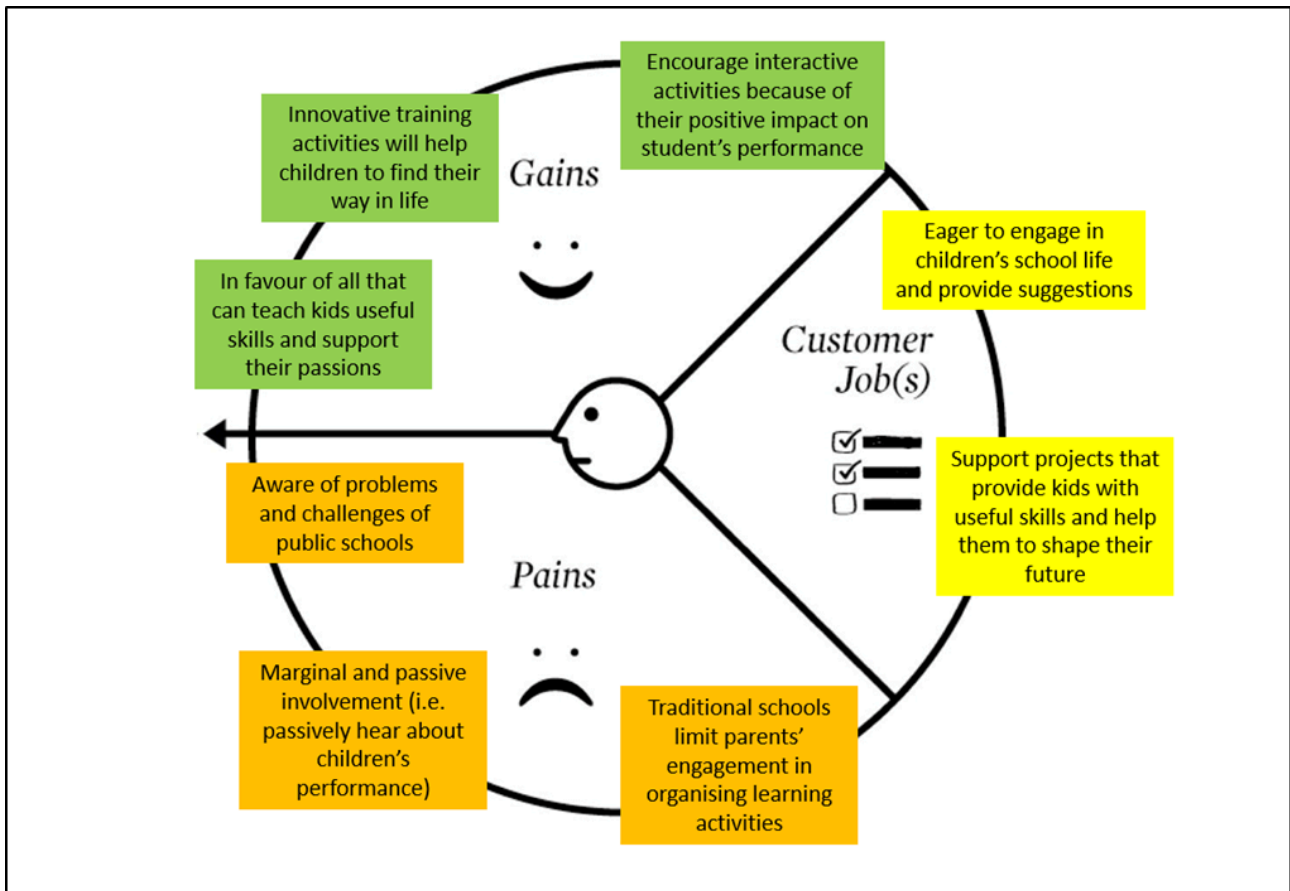 Encourage interactive
activities because of
their positive impact on
student’s performance
Innovative training
activities will help
children to find their
way in life
Gains
In favour of all that
can teach kids useful
skills and support
their passions
Eager to engage in
children’s school life
and provide suggestions
Customer
Job(s)
Support projects that
provide kids with
useful skills and help
them to shape their
future
Aware of problems
and challenges of
public schools
Pains
Marginal and passive
involvement (i.e.
passively hear about
children’s
performance)
Traditional schools
limit parents’
engagement in
organising learning
activities